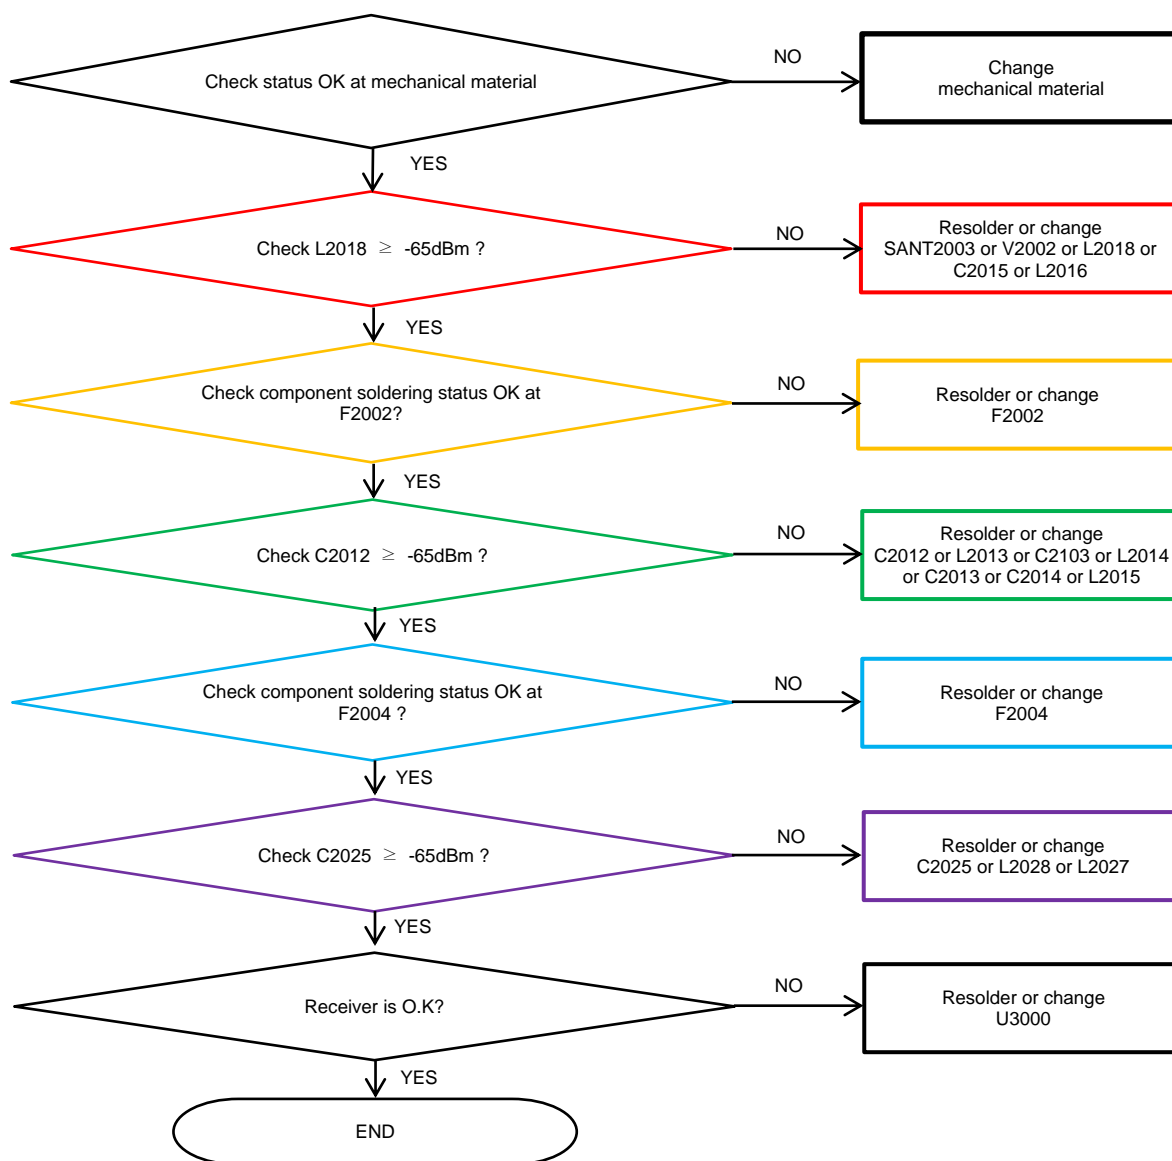 Check status OK at mechanical material
NO
Change
mechanical material
YES
Check L2018 ≥ -65dBm ?
NO
Resolder or change
SANT2003 or V2002 or L2018 or
C2015 or L2016
YES
Check component soldering status OK at
F2002?
NO
Resolder or change
F2002
YES
Check C2012 ≥ -65dBm ?
NO
Resolder or change
C2012 or L2013 or C2103 or L2014
or C2013 or C2014 or L2015
YES
Check component soldering status OK at
F2004 ?
NO
Resolder or change
F2004
YES
Check C2025 ≥ -65dBm ?
NO
Resolder or change
C2025 or L2028 or L2027
YES
Receiver is O.K?
NO
Resolder or change
U3000
YES
END